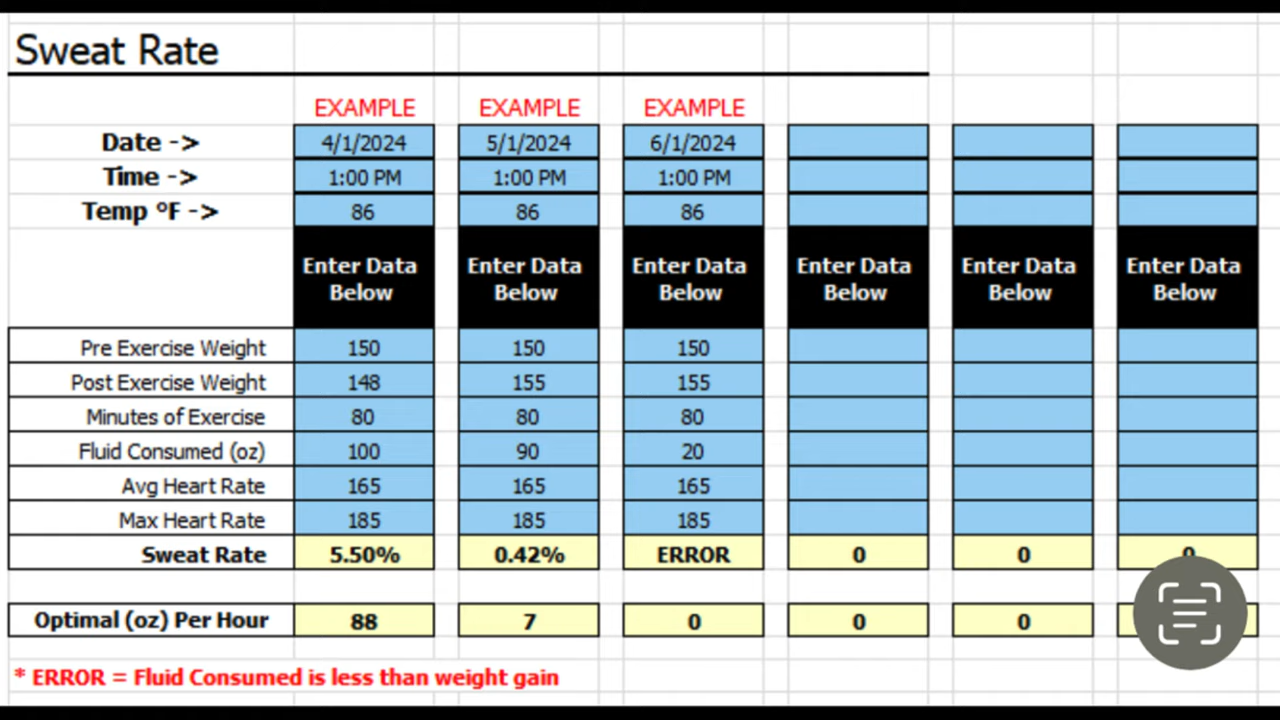 Sweat Rate
EXAMPLE EXAMPLE EXAMPLE
Date -> 4/1/2024 5/1/2024 6/1/2024
Time -> 1:00 PM 1:00 PM 1:00 PM
Temp °F -> 86 86 86
Enter Data Enter Data Enter Data Enter Data Enter Data Enter Data
Below Below Below Below Below Below
Pre Exercise Weight 150 150 150
Post Exercise Weight 148 155 155
Minutes of Exercise 80 80 80
Fluid Consumed (oz) 100 90 20
Avg Heart Rate 165 165 165
Max Heart Rate 185 185 185
Sweat Rate 5.50% 0.42% ERROR 0 0 0
Optimal (oz) Per Hour 88 7 0 0 0
* ERROR = Fluid Consumed is less than weight gain